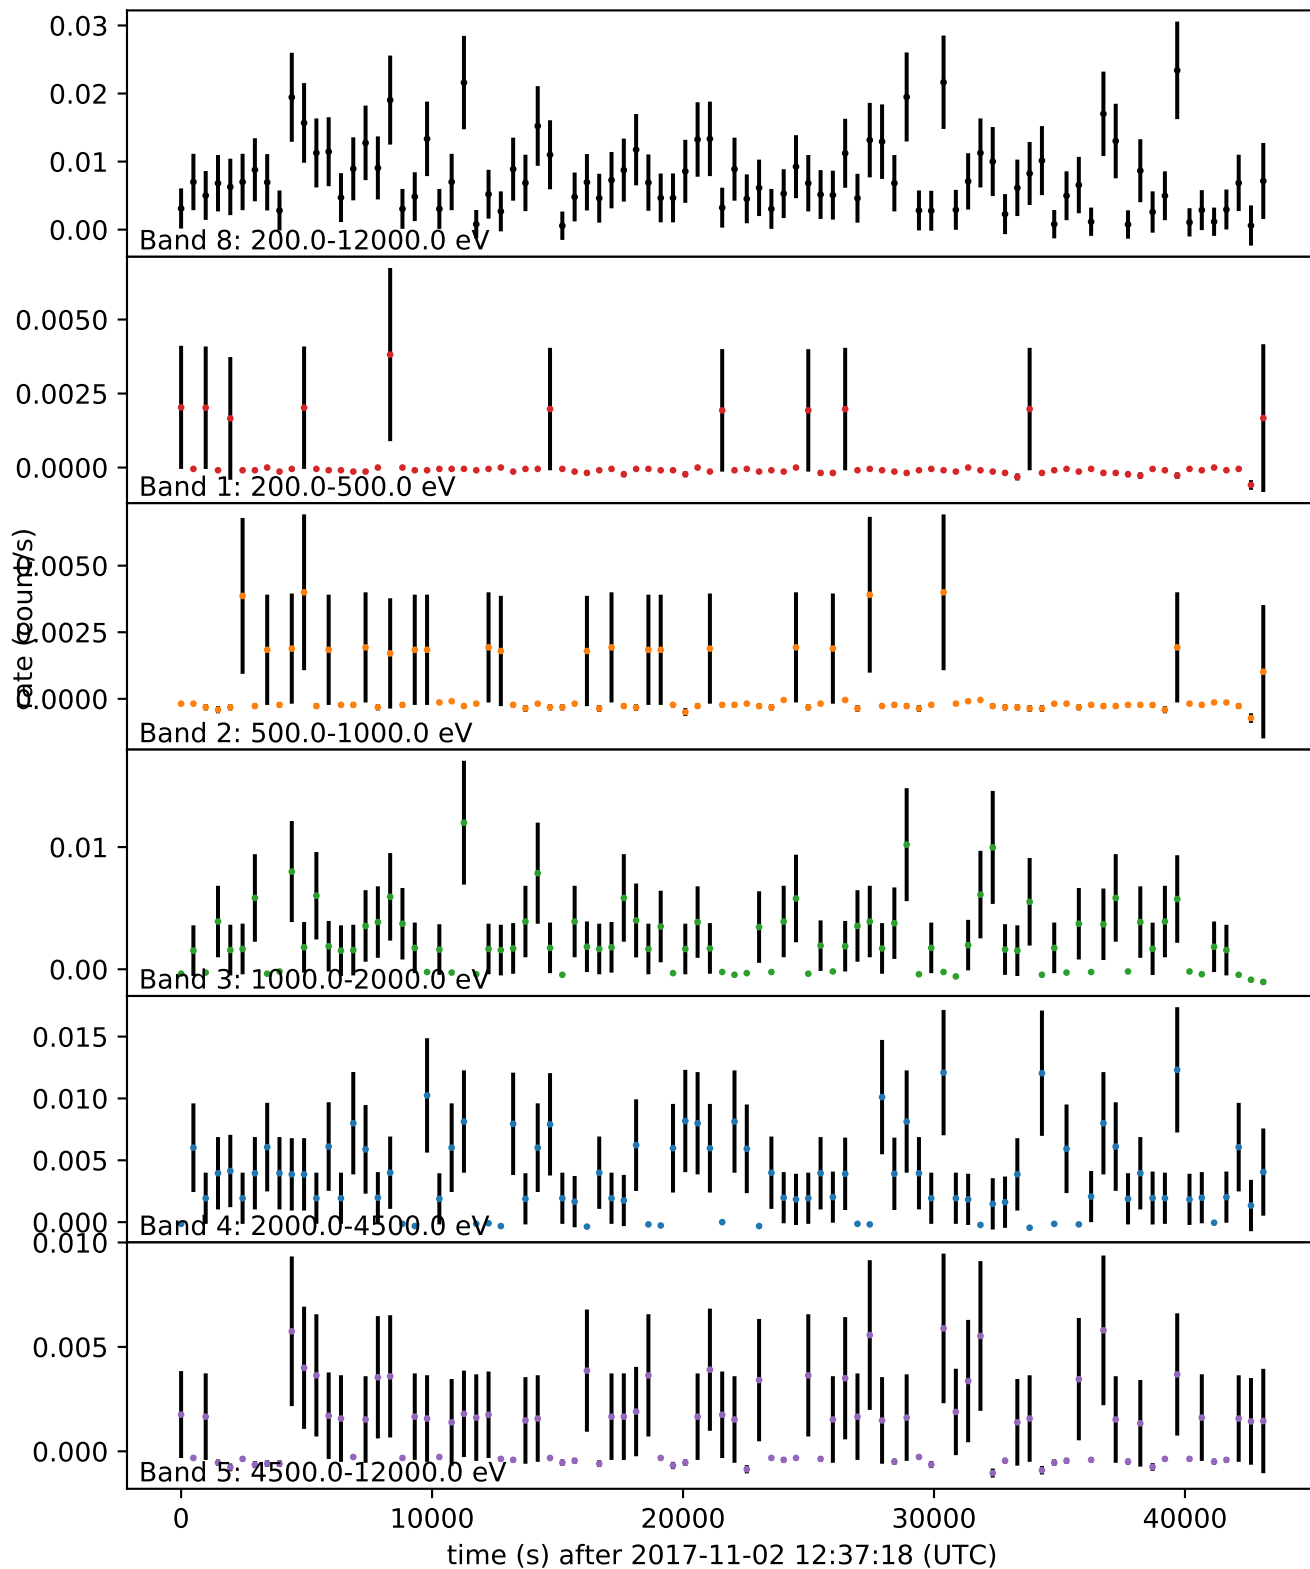 0.03
0.02
0.01
0.00
Band 8: 200.0-12000.0 eV
0.0050
0.0025
0.0000
Band 1: 200.0-500.0 eV
rate (count/s)
0.0050
0.0025
0.0000
Band 2: 500.0-1000.0 eV
0.01
0.00
Band 3: 1000.0-2000.0 eV
0.015
0.010
0.005
0.000
Band 4: 2000.0-4500.0 eV
0.010
0.005
0.000
Band 5: 4500.0-12000.0 eV
0 10000 20000 30000 40000
time (s) after 2017-11-02 12:37:18 (UTC)